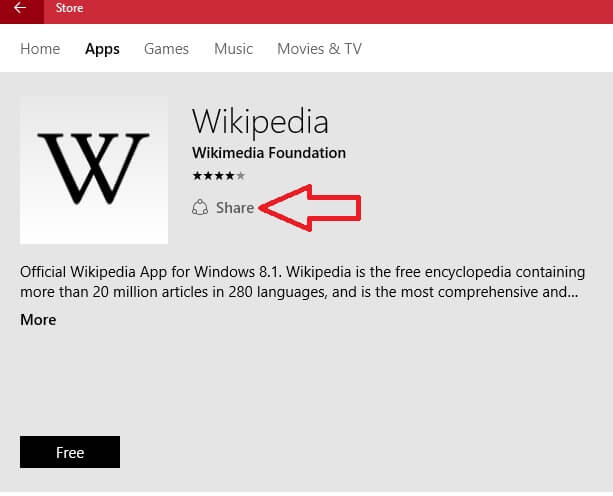 Store
Home Apps Games Music Movies & TV
W
Wikipedia
Wikimedia Foundation
Share
Official Wikipedia App for Windows 8.1. Wikipedia is the free encyclopedia containing
more than 20 million articles in 280 languages, and is the most comprehensive and...
More
Free